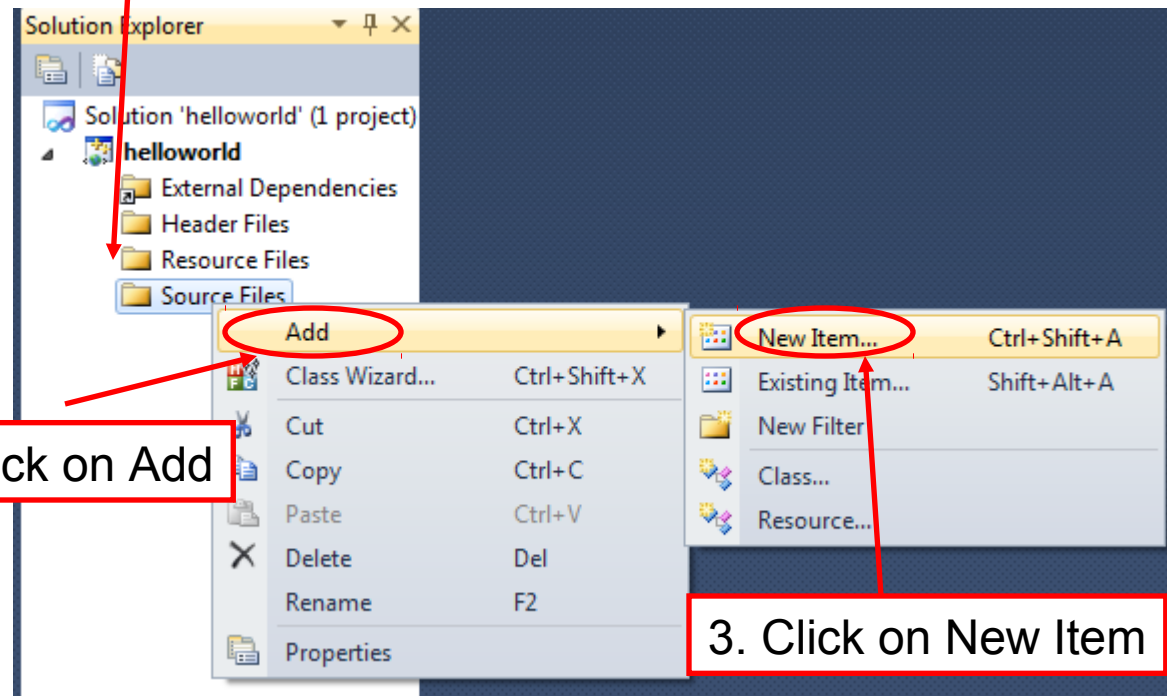 Solution Explorer
Solution 'helloworld' (1 project)
helloworld
External Dependencies
Header Files
Resource Files
Source Files
Add
Class Wizard... Ctrl+Shift+X
Cut Ctrl+X
Copy Ctrl+C
Paste Ctrl+V
Delete Del
Rename F2
Properties
New Item... Ctrl+Shift+A
Existing Item... Shift+Alt+A
New Filter
Class...
Resource...
ck on Add
3. Click on New Item